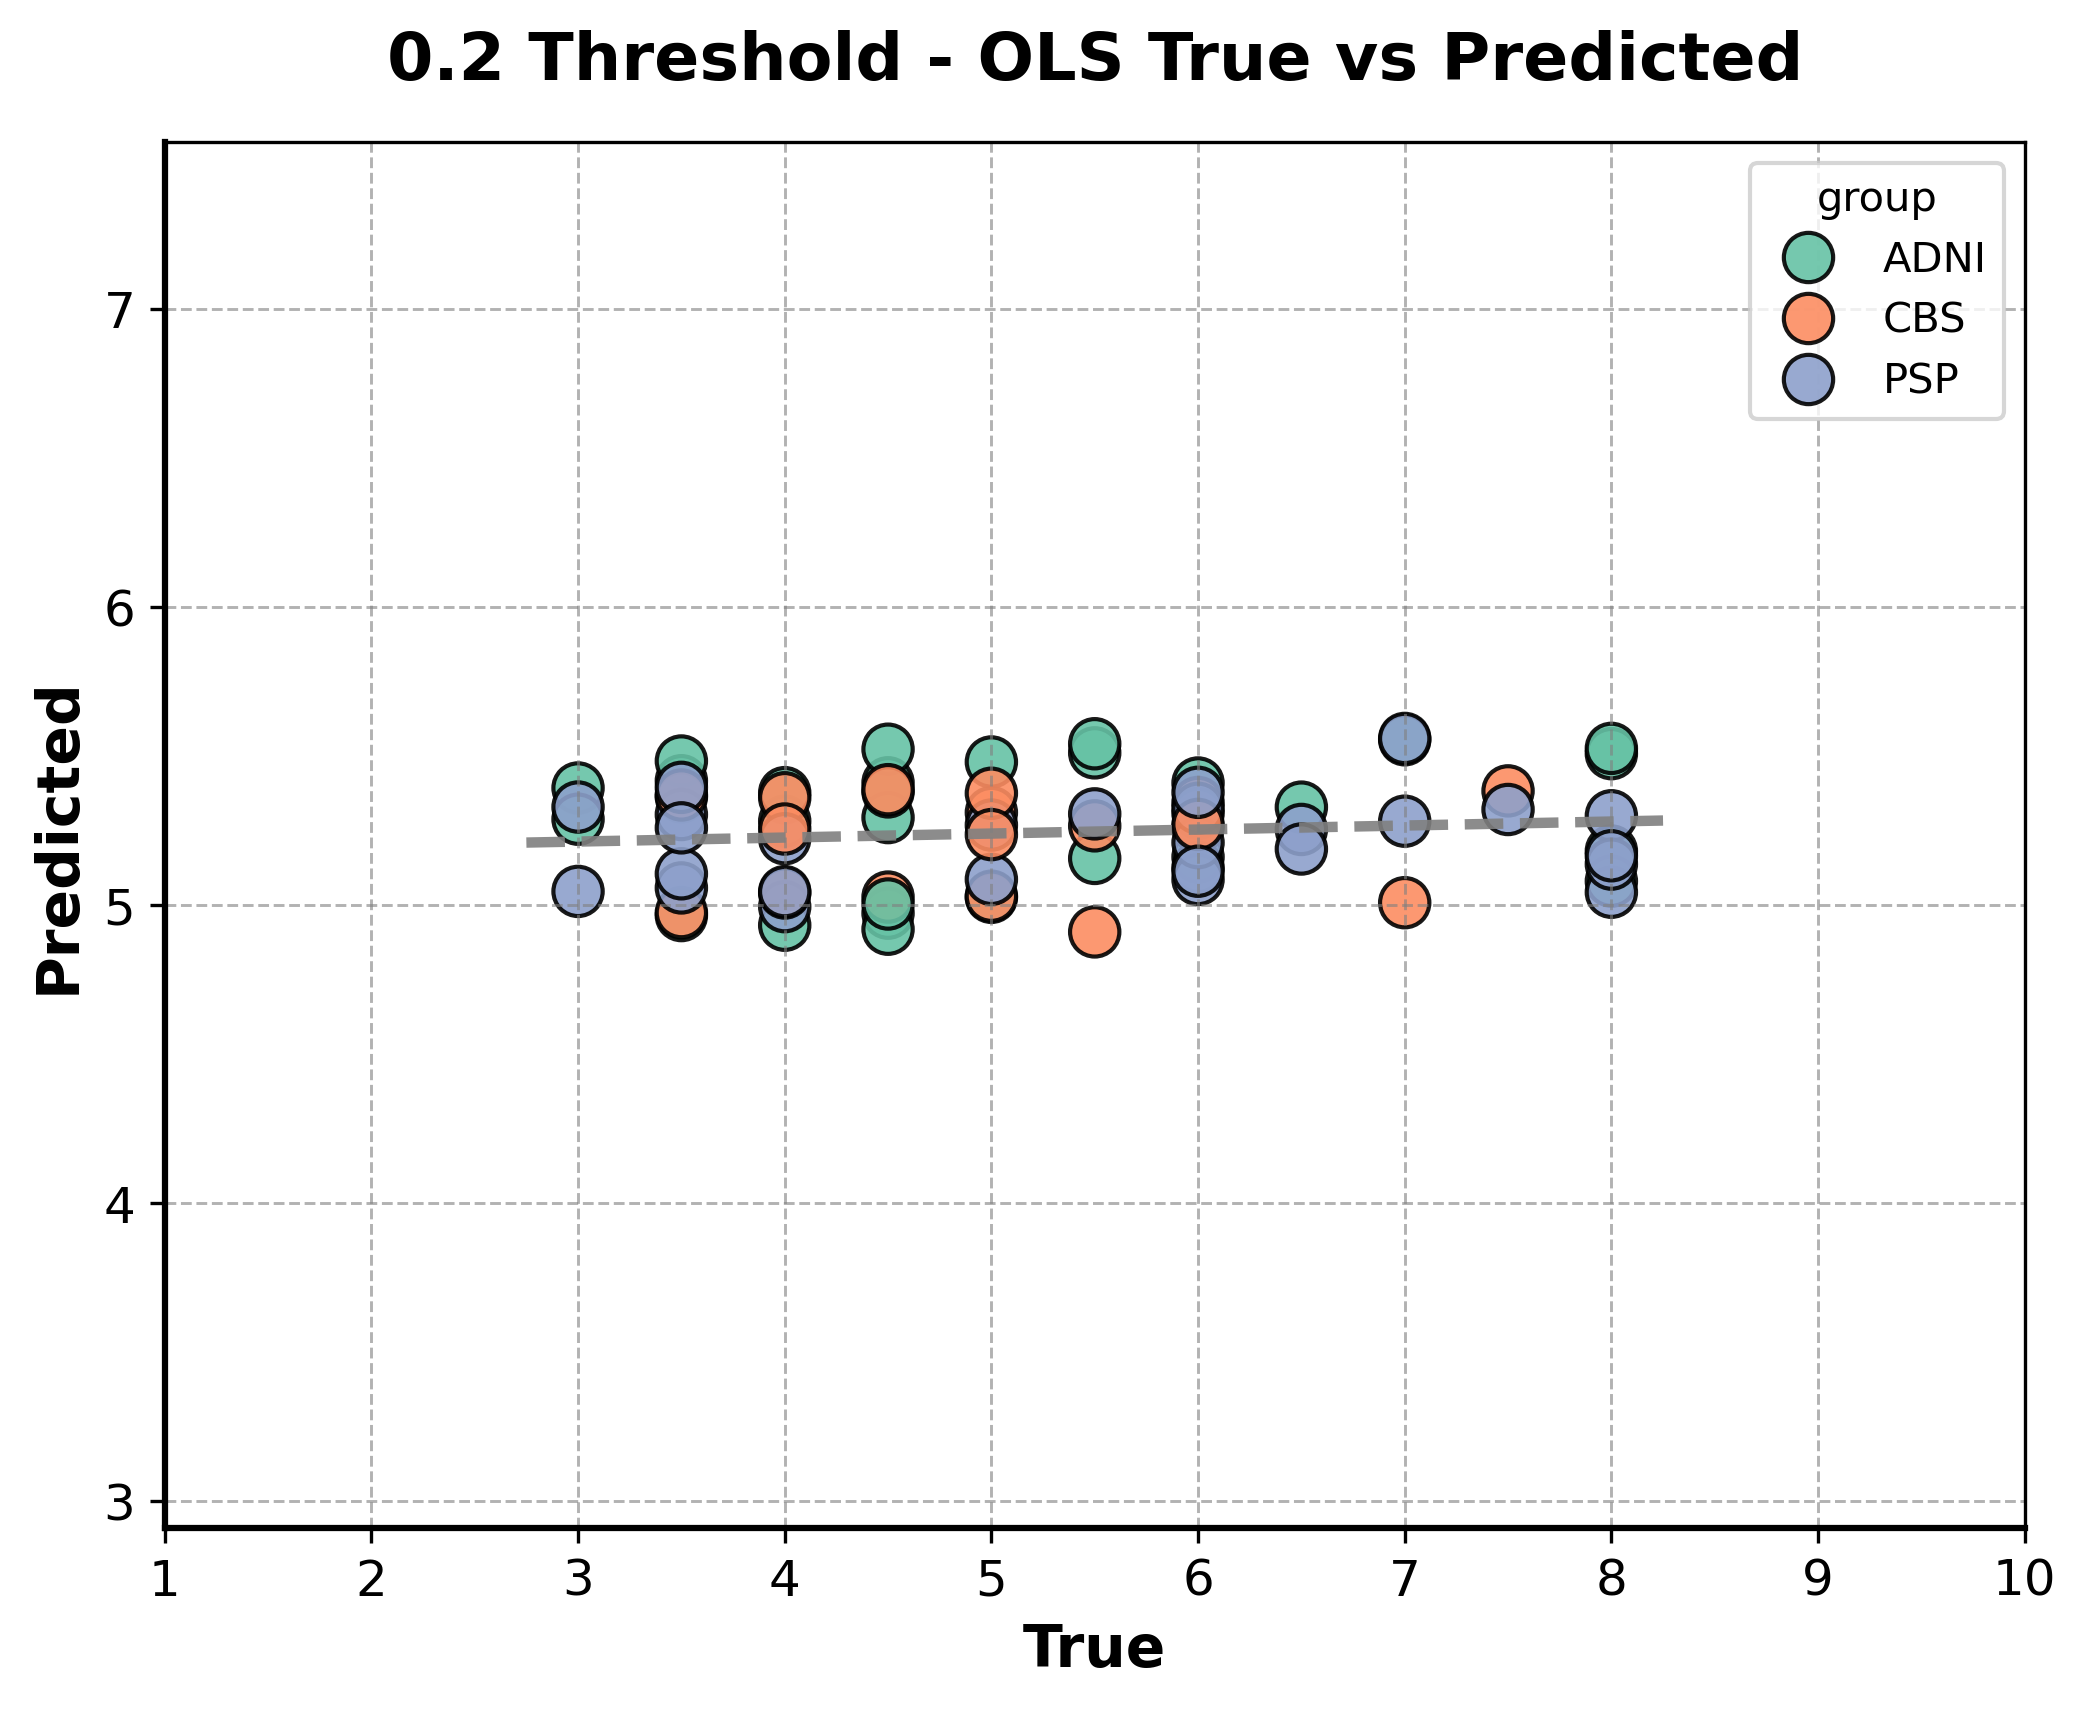 0.2 Threshold - OLS True vs Predicted
group
ADNI
CBS
PSP
7
6
5
4
3
Predicted
1 2 3 4 5 6 7 8 9 10
True